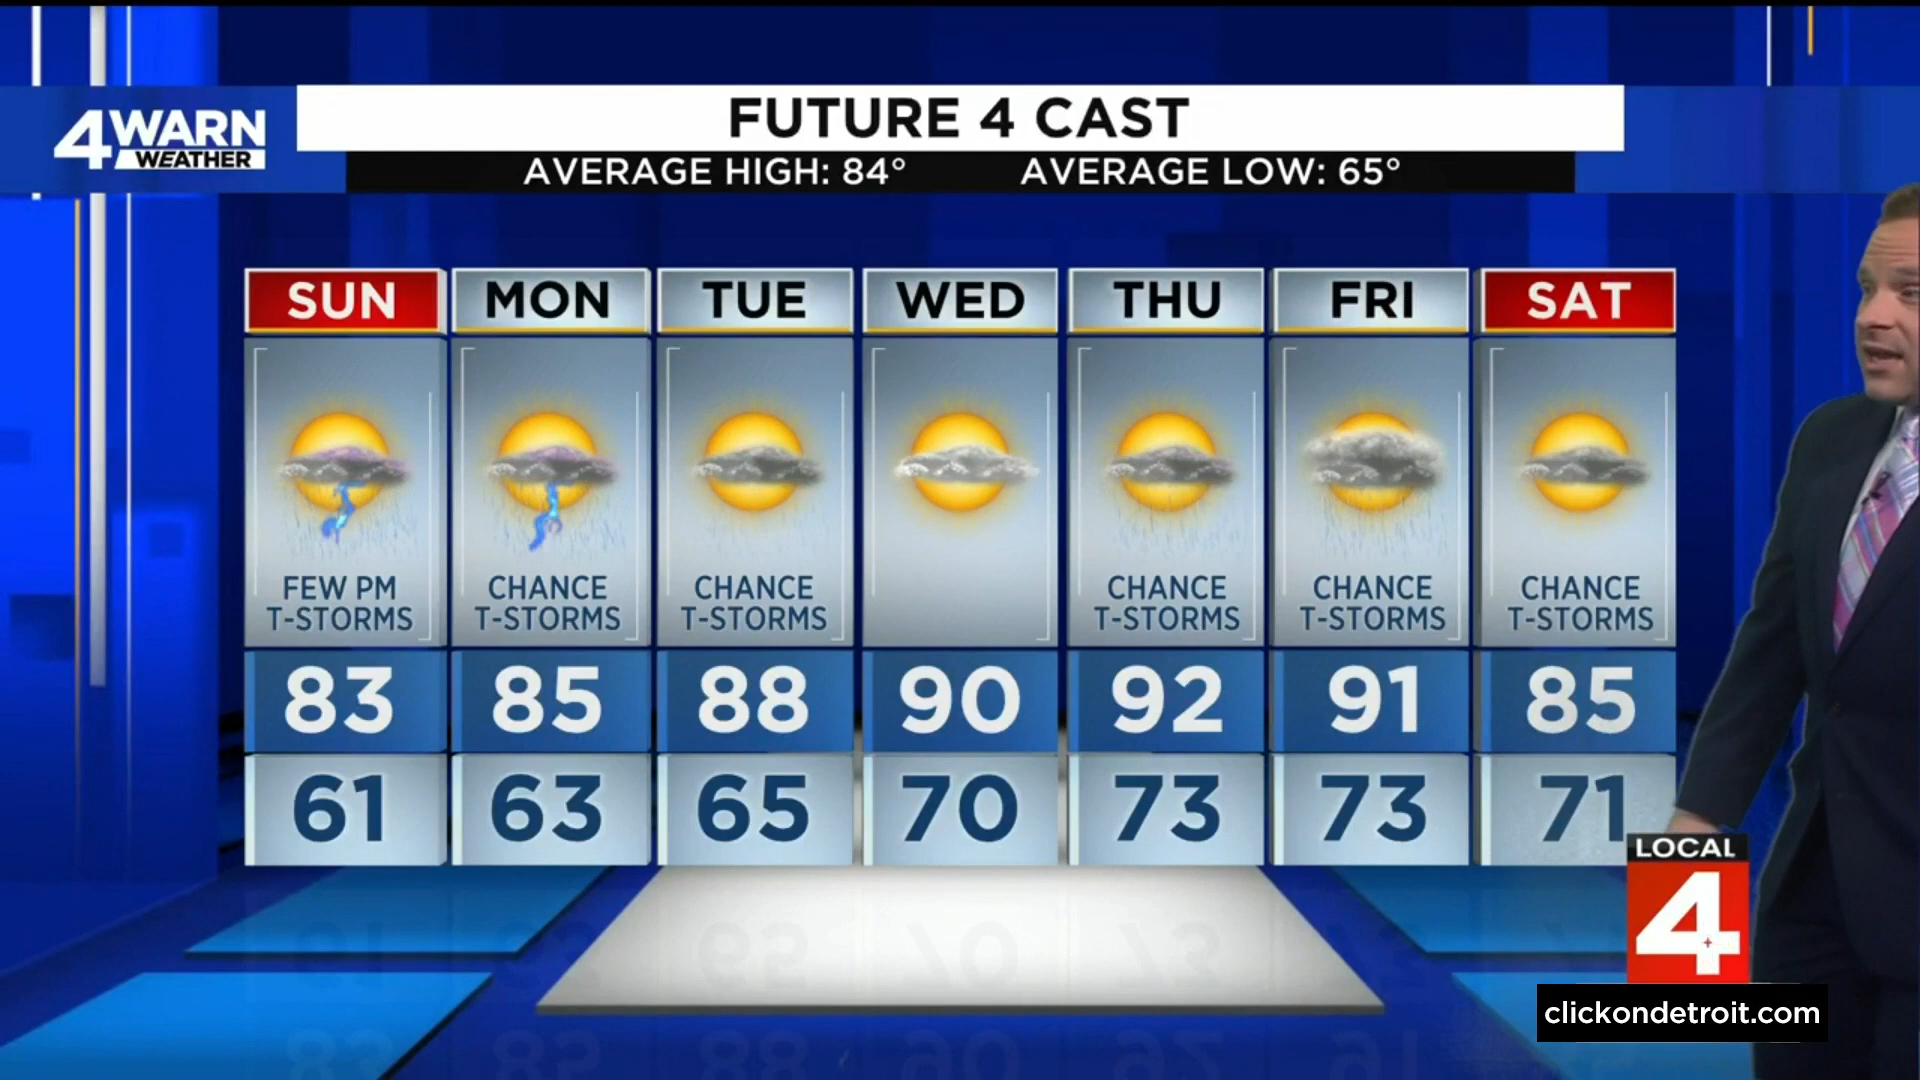 4WARN
WEATHER
FUTURE 4 CAST
AVERAGE HIGH: 84° AVERAGE LOW: 65°
SUN MON TUE WED THU FRI SAT
FEW PM CHANCE CHANCE CHANCE CHANCE CHANCE
T-STORMS T-STORMS T-STORMS T-STORMS T-STORMS T-STORMS
83 85 88 90 92 91 85
61 63 65 70 73 73 71
LOCAL
4
clickondetroit.com